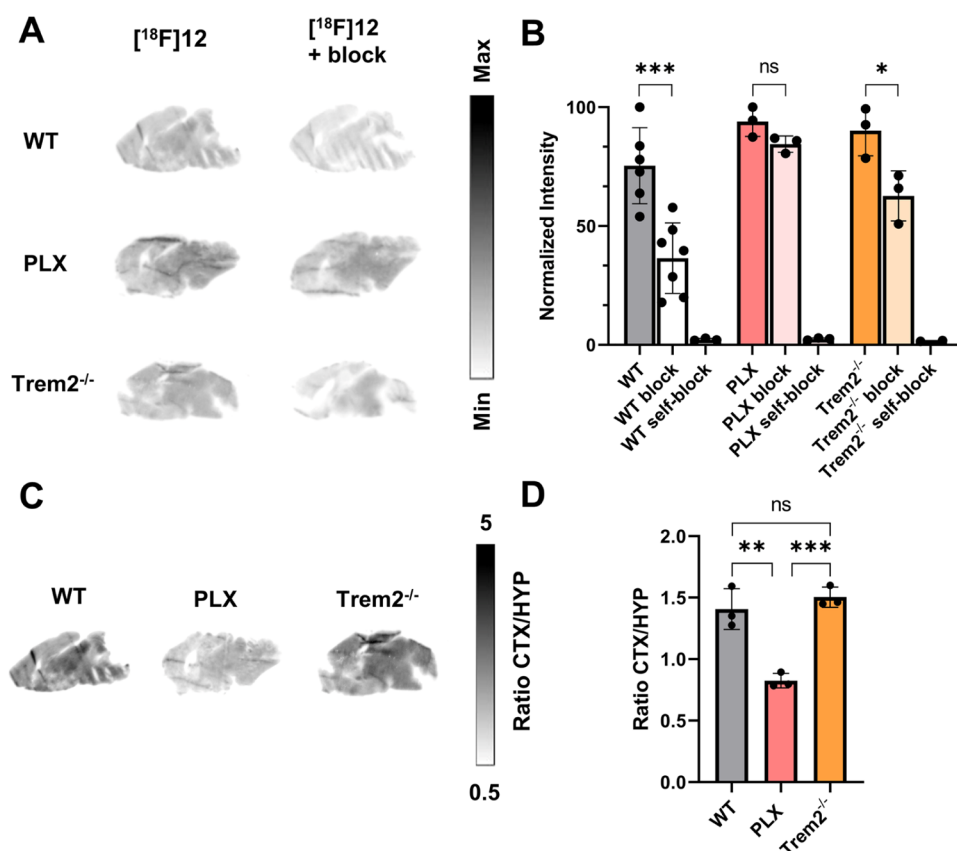 A
[¹⁸F]12
[¹⁸F]12
+ block
WT
PLX
Trem2⁻/⁻
Max
Min
B
Normalized Intensity
100
50
0
***
ns
*
WT
WT block
WT self-block
PLX
PLX block
PLX self-block
Trem2⁻/⁻
Trem2⁻/⁻ block
Trem2⁻/⁻ self-block
C
WT
PLX
Trem2⁻/⁻
5
0.5
Ratio CTX/HYP
D
Ratio CTX/HYP
2.0
1.5
1.0
0.5
0.0
ns
**
***
WT
PLX
Trem2⁻/⁻